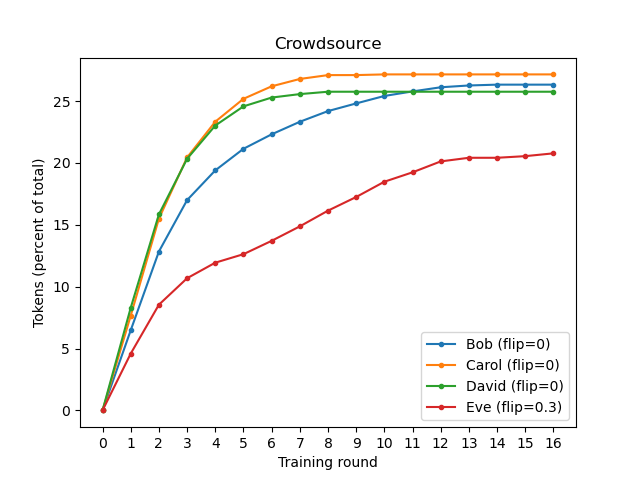 Crowdsource
Tokens (percent of total)
25
20
15
10
5
0
Bob (flip=0)
Carol (flip=0)
David (flip=0)
Eve (flip=0.3)
0 1 2 3 4 5 6 7 8 9 10 11 12 13 14 15 16
Training round